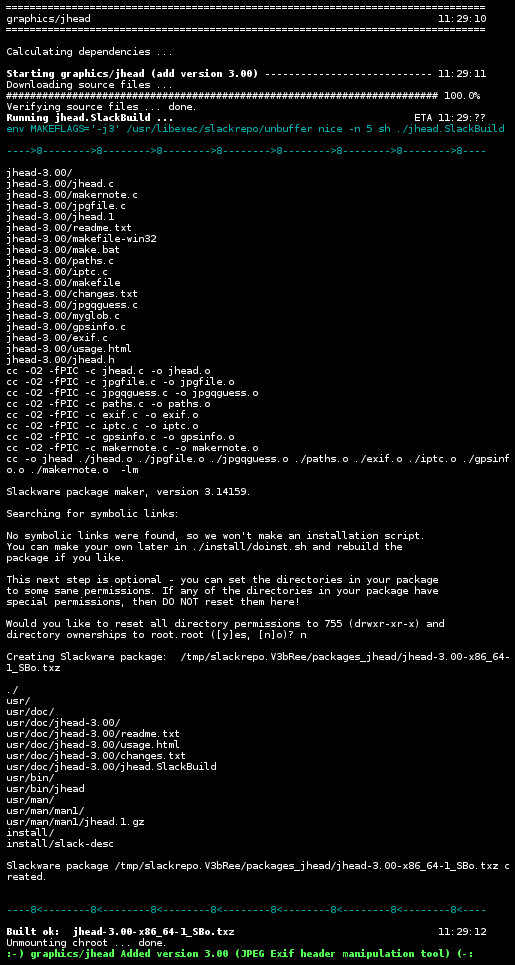 ================================================================================
graphics/jhead                                                          11:29:10
================================================================================
Calculating dependencies ...
Starting graphics/jhead (add version 3.00) ---------------------------- 11:29:11
Downloading source files ...
######################################################################## 100.0%
Verifying source files ... done.
Running jhead.SlackBuild ...                                        ETA 11:29:??
env MAKEFLAGS='-j3' /usr/libexec/slackrepo/unbuffer nice -n 5 sh ./jhead.SlackBuild
---->8-------->8-------->8-------->8-------->8-------->8-------->8-------->8----
jhead-3.00/
jhead-3.00/jhead.c
jhead-3.00/makernote.c
jhead-3.00/jpgfile.c
jhead-3.00/jhead.1
jhead-3.00/readme.txt
jhead-3.00/makefile-win32
jhead-3.00/make.bat
jhead-3.00/paths.c
jhead-3.00/iptc.c
jhead-3.00/makefile
jhead-3.00/changes.txt
jhead-3.00/jpgqguess.c
jhead-3.00/myglob.c
jhead-3.00/gpsinfo.c
jhead-3.00/exif.c
jhead-3.00/usage.html
jhead-3.00/jhead.h
cc -O2 -fPIC -c jhead.c -o jhead.o
cc -O2 -fPIC -c jpgfile.c -o jpgfile.o
cc -O2 -fPIC -c jpgqguess.c -o jpgqguess.o
cc -O2 -fPIC -c paths.c -o paths.o
cc -O2 -fPIC -c exif.c -o exif.o
cc -O2 -fPIC -c iptc.c -o iptc.o
cc -O2 -fPIC -c gpsinfo.c -o gpsinfo.o
cc -O2 -fPIC -c makernote.c -o makernote.o
cc -o jhead ./jhead.o ./jpgfile.o ./jpgqguess.o ./paths.o ./exif.o ./iptc.o ./gpsinf
o.o ./makernote.o  -lm
Slackware package maker, version 3.14159.
Searching for symbolic links:
No symbolic links were found, so we won't make an installation script.
You can make your own later in ./install/doinst.sh and rebuild the
package if you like.
This next step is optional - you can set the directories in your package
to some sane permissions. If any of the directories in your package have
special permissions, then DO NOT reset them here!
Would you like to reset all directory permissions to 755 (drwxr-xr-x) and
directory ownerships to root.root ([y]es, [n]o)? n
Creating Slackware package:  /tmp/slackrepo.V3bRee/packages_jhead/jhead-3.00-x86_64-
1_SBo.txz
./
usr/
usr/doc/
usr/doc/jhead-3.00/
usr/doc/jhead-3.00/readme.txt
usr/doc/jhead-3.00/usage.html
usr/doc/jhead-3.00/changes.txt
usr/doc/jhead-3.00/jhead.SlackBuild
usr/bin/
usr/bin/jhead
usr/man/
usr/man/man1/
usr/man/man1/jhead.1.gz
install/
install/slack-desc
Slackware package /tmp/slackrepo.V3bRee/packages_jhead/jhead-3.00-x86_64-1_SBo.txz c
reated.
----8<--------8<--------8<--------8<--------8<--------8<--------8<--------8<----
Built ok:  jhead-3.00-x86_64-1_SBo.txz                                  11:29:12
Unmounting chroot ... done.
:-) graphics/jhead Added version 3.00 (JPEG Exif header manipulation tool) (-: